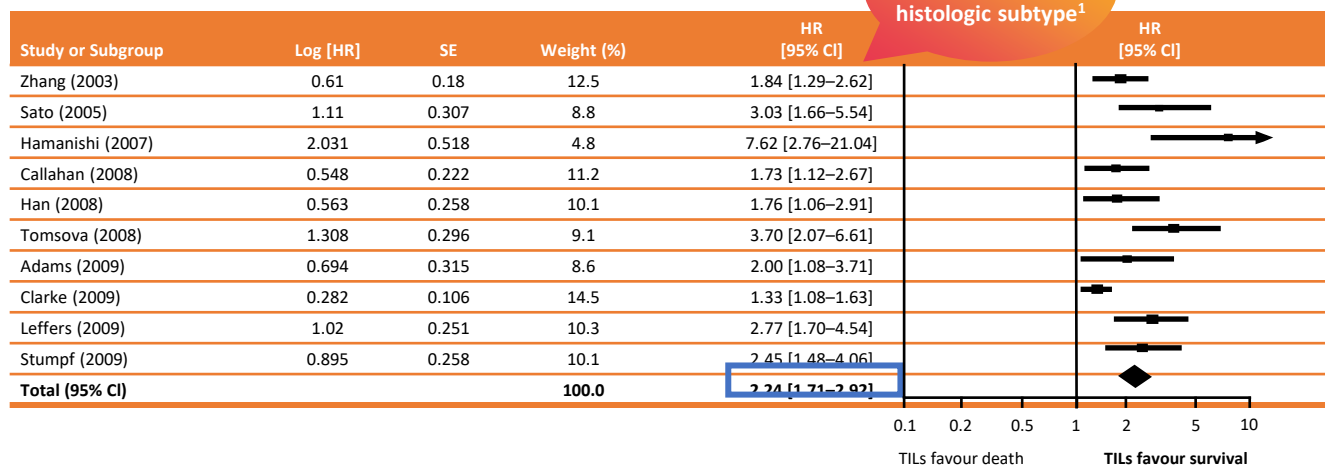 histologic subtype1
Study or Subgroup Log [HR] SE Weight (%) HR [95% CI] HR [95% CI]
Zhang (2003) 0.61 0.18 12.5 1.84 [1.29–2.62]
Sato (2005) 1.11 0.307 8.8 3.03 [1.66–5.54]
Hamanishi (2007) 2.031 0.518 4.8 7.62 [2.76–21.04]
Callahan (2008) 0.548 0.222 11.2 1.73 [1.12–2.67]
Han (2008) 0.563 0.258 10.1 1.76 [1.06–2.91]
Tomsova (2008) 1.308 0.296 9.1 3.70 [2.07–6.61]
Adams (2009) 0.694 0.315 8.6 2.00 [1.08–3.71]
Clarke (2009) 0.282 0.106 14.5 1.33 [1.08–1.63]
Leffers (2009) 1.02 0.251 10.3 2.77 [1.70–4.54]
Stumpf (2009) 0.895 0.258 10.1 2.45 [1.48–4.06]
Total (95% CI) 100.0 2.24 [1.71–2.92]
0.1 0.2 0.5 1 2 5 10
TILs favour death TILs favour survival